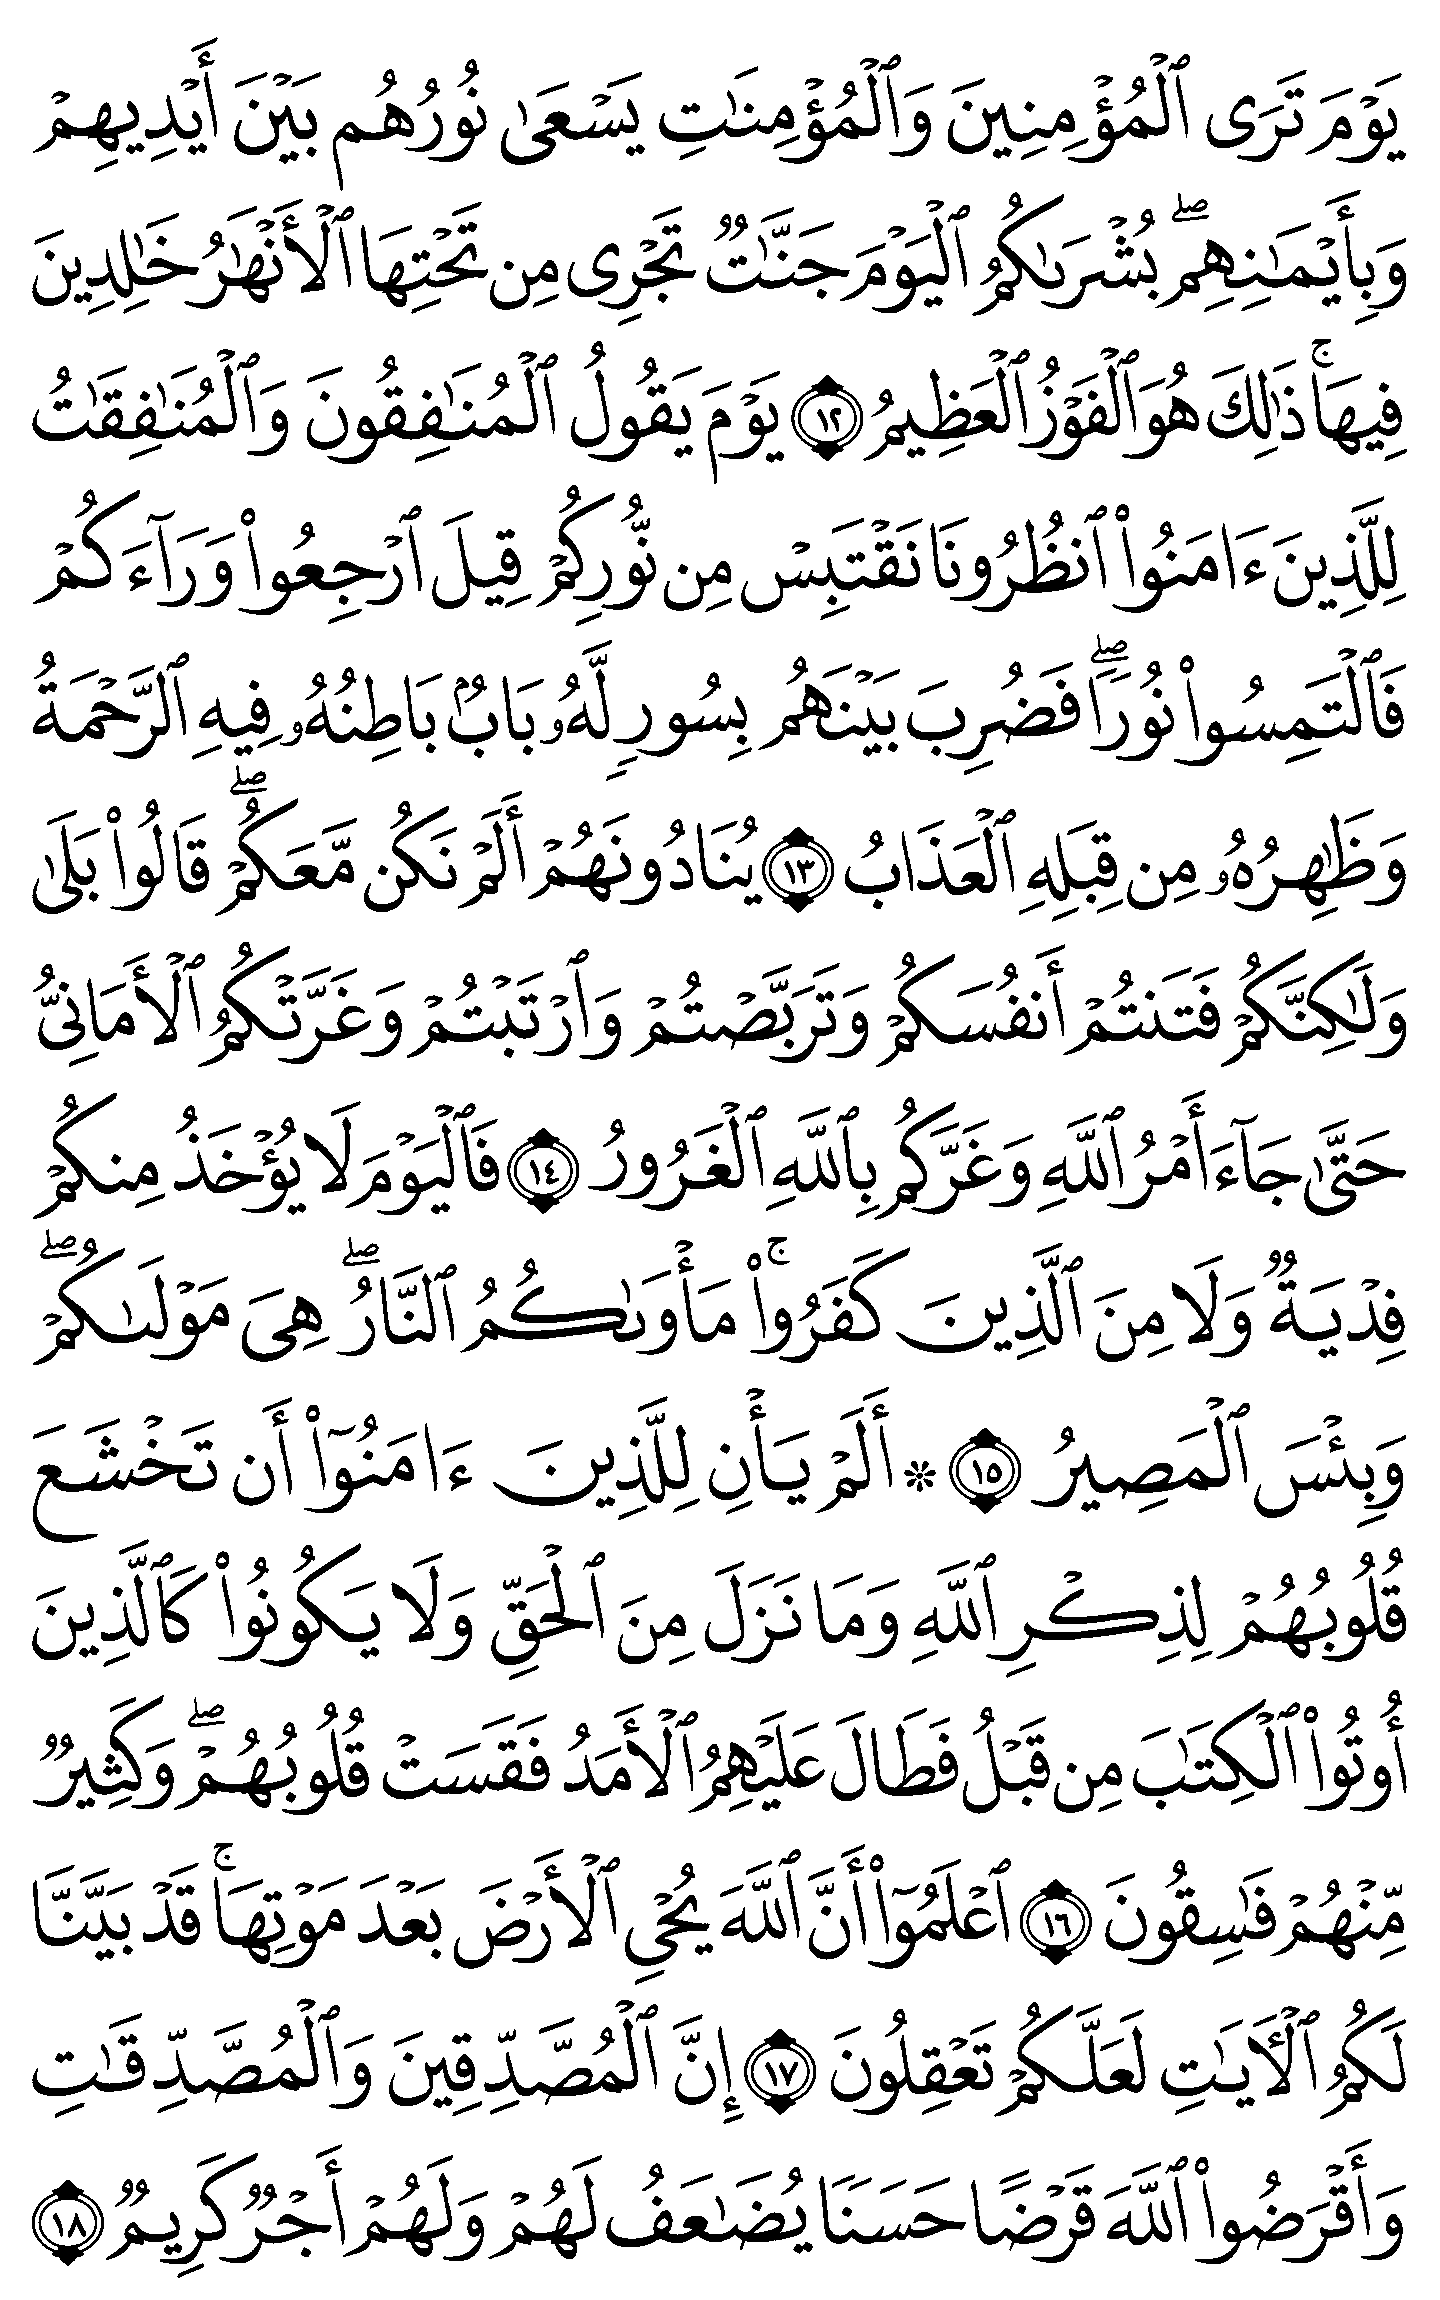 يَوْمَ تَرَى ٱلْمُؤْمِنِينَ وَٱلْمُؤْمِنَٰتِ يَسْعَىٰ نُورُهُم بَيْنَ أَيْدِيهِمْ
وَبِأَيْمَٰنِهِمۖ بُشْرَىٰكُمُ ٱلْيَوْمَ جَنَّٰتٌ تَجْرِى مِن تَحْتِهَا ٱلْأَنْهَٰرُ خَٰلِدِينَ
فِيهَاۚ ذَٰلِكَ هُوَ ٱلْفَوْزُ ٱلْعَظِيمُ ١٢ يَوْمَ يَقُولُ ٱلْمُنَٰفِقُونَ وَٱلْمُنَٰفِقَٰتُ
لِلَّذِينَ ءَامَنُوا۟ ٱنظُرُونَا نَقْتَبِسْ مِن نُّورِكُمْ قِيلَ ٱرْجِعُوا۟ وَرَآءَكُمْ
فَٱلْتَمِسُوا۟ نُورًاۖ فَضُرِبَ بَيْنَهُم بِسُورٍ لَّهُۥ بَابٌۢ بَاطِنُهُۥ فِيهِ ٱلرَّحْمَةُ
وَظَٰهِرُهُۥ مِن قِبَلِهِ ٱلْعَذَابُ ١٣ يُنَادُونَهُمْ أَلَمْ نَكُن مَّعَكُمْۖ قَالُوا۟ بَلَىٰ
وَلَٰكِنَّكُمْ فَتَنتُمْ أَنفُسَكُمْ وَتَرَبَّصْتُمْ وَٱرْتَبْتُمْ وَغَرَّتْكُمُ ٱلْأَمَانِىُّ
حَتَّىٰ جَآءَ أَمْرُ ٱللَّهِ وَغَرَّكُم بِٱللَّهِ ٱلْغَرُورُ ١٤ فَٱلْيَوْمَ لَا يُؤْخَذُ مِنكُمْ
فِدْيَةٌ وَلَا مِنَ ٱلَّذِينَ كَفَرُوا۟ۚ مَأْوَىٰكُمُ ٱلنَّارُۖ هِىَ مَوْلَىٰكُمْۖ
وَبِئْسَ ٱلْمَصِيرُ ١٥ ۞ أَلَمْ يَأْنِ لِلَّذِينَ ءَامَنُوٓا۟ أَن تَخْشَعَ
قُلُوبُهُمْ لِذِكْرِ ٱللَّهِ وَمَا نَزَلَ مِنَ ٱلْحَقِّ وَلَا يَكُونُوا۟ كَٱلَّذِينَ
أُوتُوا۟ ٱلْكِتَٰبَ مِن قَبْلُ فَطَالَ عَلَيْهِمُ ٱلْأَمَدُ فَقَسَتْ قُلُوبُهُمْۖ وَكَثِيرٌ
مِّنْهُمْ فَٰسِقُونَ ١٦ ٱعْلَمُوٓا۟ أَنَّ ٱللَّهَ يُحْىِ ٱلْأَرْضَ بَعْدَ مَوْتِهَاۚ قَدْ بَيَّنَّا
لَكُمُ ٱلْءَايَٰتِ لَعَلَّكُمْ تَعْقِلُونَ ١٧ إِنَّ ٱلْمُصَّدِّقِينَ وَٱلْمُصَّدِّقَٰتِ
وَأَقْرَضُوا۟ ٱللَّهَ قَرْضًا حَسَنًا يُضَٰعَفُ لَهُمْ وَلَهُمْ أَجْرٌ كَرِيمٌ ١٨